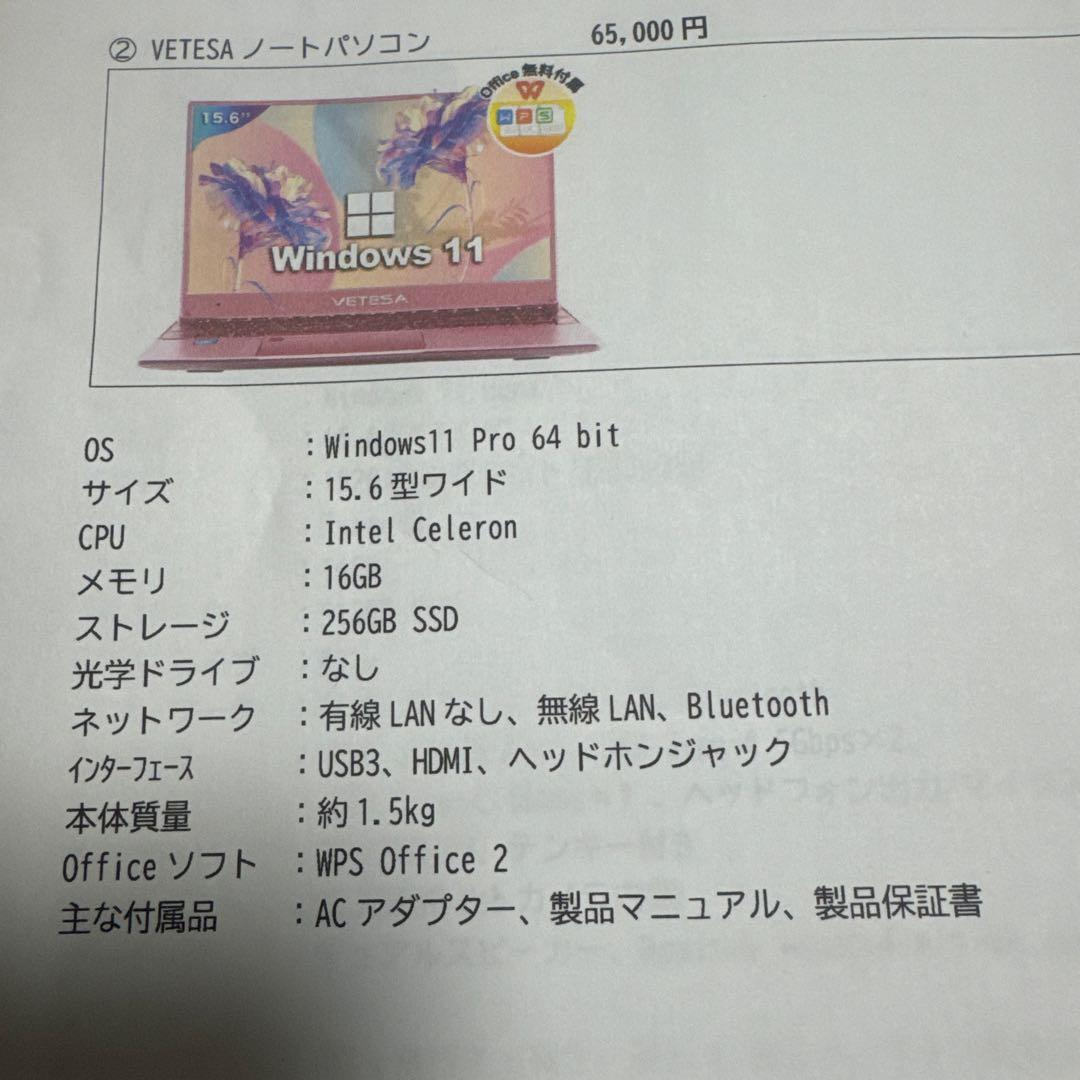 ② VETESA ノートパソコン 65,000 円
Office 無料付属
W P S
15.6"
Windows 11
VETESA
OS ：Windows11 Pro 64 bit
サイズ ：15.6 型ワイド
CPU ：Intel Celeron
メモリ ：16GB
ストレージ ：256GB SSD
光学ドライブ ：なし
ネットワーク ：有線 LAN なし、無線 LAN、Bluetooth
インターフェース ：USB3、HDMI、ヘッドホンジャック
本体質量 ：約 1.5kg
Office ソフト ：WPS Office 2
主な付属品 ：AC アダプター、製品マニュアル、製品保証書